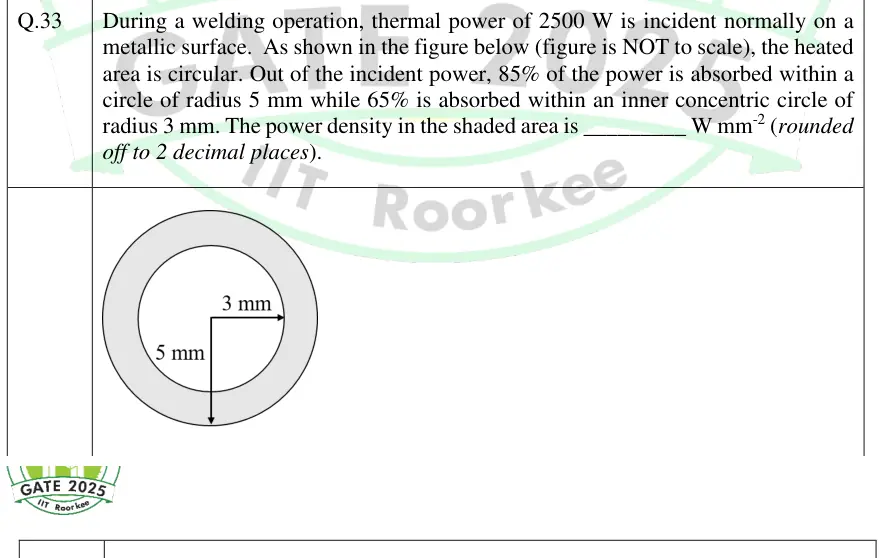 Q.33 During a welding operation, thermal power of 2500 W is incident normally on a
metallic surface. As shown in the figure below (figure is NOT to scale), the heated
area is circular. Out of the incident power, 85% of the power is absorbed within a
circle of radius 5 mm while 65% is absorbed within an inner concentric circle of
radius 3 mm. The power density in the shaded area is __________ W mm⁻² (rounded
off to 2 decimal places).
GATE 2025
IIT Roorkee
3 mm
5 mm
GATE 2025
IIT Roorkee